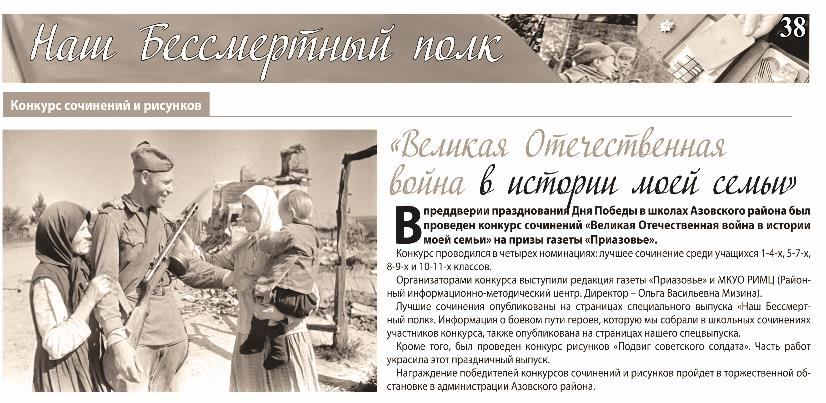 Наш Бессмертный полк
38
Конкурс сочинений и рисунков
«Великая Отечественная
война в истории моей семьи»
В преддверии празднования Дня Победы в школах Азовского района был
проведен конкурс сочинений «Великая Отечественная война в истории
моей семьи» на призы газеты «Приазовье».
Конкурс проводился в четырех номинациях: лучшее сочинение среди учащихся 1-4-х, 5-7-х,
8-9-х и 10-11-х классов.
Организаторами конкурса выступили редакция газеты «Приазовье» и МКУО РИМЦ (Район-
ный информационно-методический центр. Директор – Ольга Васильевна Мизина).
Лучшие сочинения опубликованы на страницах специального выпуска «Наш Бессмерт-
ный полк». Информация о боевом пути героев, которую мы собрали в школьных сочинениях
участников конкурса, также опубликована на страницах нашего спецвыпуска.
Кроме того, был проведен конкурс рисунков «Подвиг советского солдата». Часть работ
украсила этот праздничный выпуск.
Награждение победителей конкурсов сочинений и рисунков пройдет в торжественной об-
становке в администрации Азовского района.